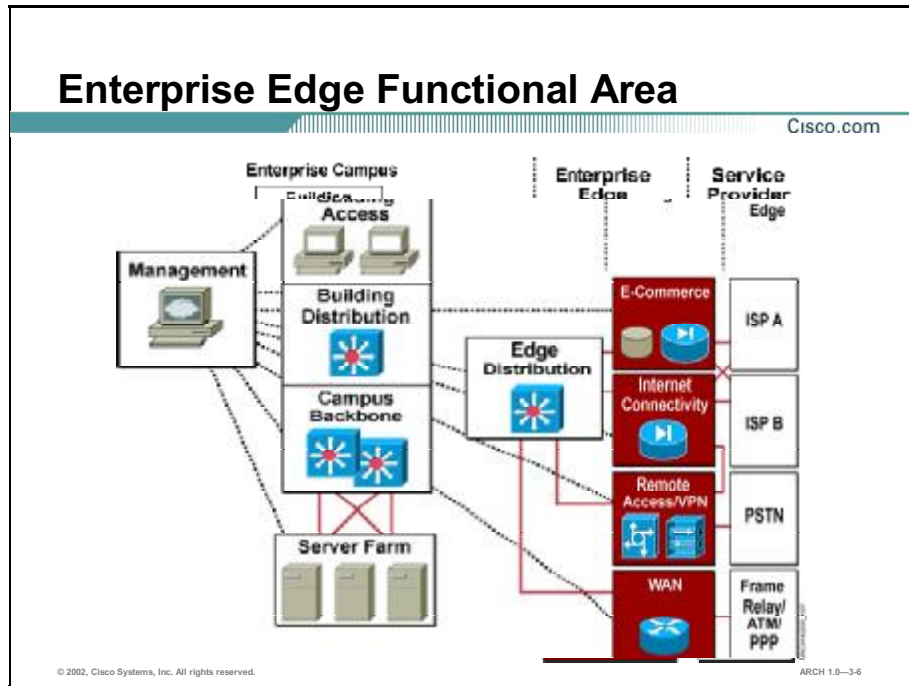 Enterprise Edge Functional Area
Cisco.com
Enterprise Campus
Building
Access
Management
Building
Distribution
Campus
Backbone
Server Farm
Edge
Distribution
Enterprise
Edge
Service
Provider
Edge
E-Commerce
Internet
Connectivity
Remote
Access/VPN
WAN
ISP A
ISP B
PSTN
Frame
Relay/
ATM/
PPP
© 2002, Cisco Systems, Inc. All rights reserved.
ARCH 1.0—3-6